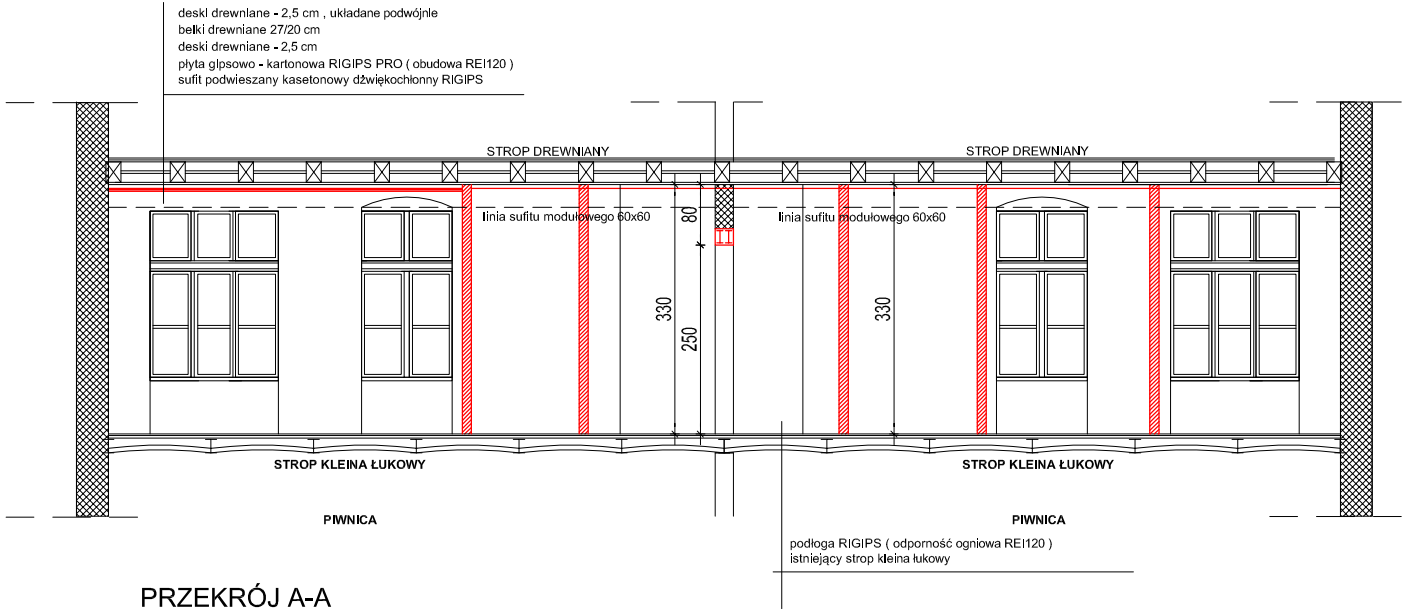 deski drewniane - 2,5 cm , układane podwójnie
belki drewniane 27/20 cm
deski drewniane - 2,5 cm
płyta gipsowo - kartonowa RIGIPS PRO ( obudowa REI120 )
sufit podwieszany kasetonowy dźwiękochłonny RIGIPS
STROP DREWNIANY
STROP DREWNIANY
linia sufitu modułowego 60x60
80
linia sufitu modułowego 60x60
330
250
330
STROP KLEINA ŁUKOWY
STROP KLEINA ŁUKOWY
PIWNICA
PIWNICA
podłoga RIGIPS ( odporność ogniowa REI120 )
istniejący strop kleina łukowy
PRZEKRÓJ A-A